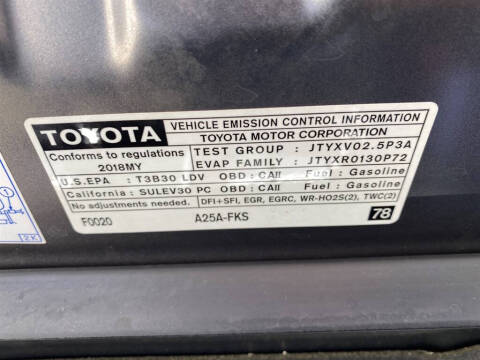 TOYOTA
VEHICLE EMISSION CONTROL INFORMATION
TOYOTA MOTOR CORPORATION
Conforms to regulations
2018MY
TEST GROUP : JTYXV02.5P3A
EVAP FAMILY : JTYXR0130P72
U.S.EPA : T3B30 LDV OBD : CAII Fuel : Gasoline
California : SULEV30 PC OBD : CAII Fuel : Gasoline
No adjustments needed. DFI+SFI, EGR, EGRC, WR-HO2S(2), TWC(2)
F0020 A25A-FKS 78
2K